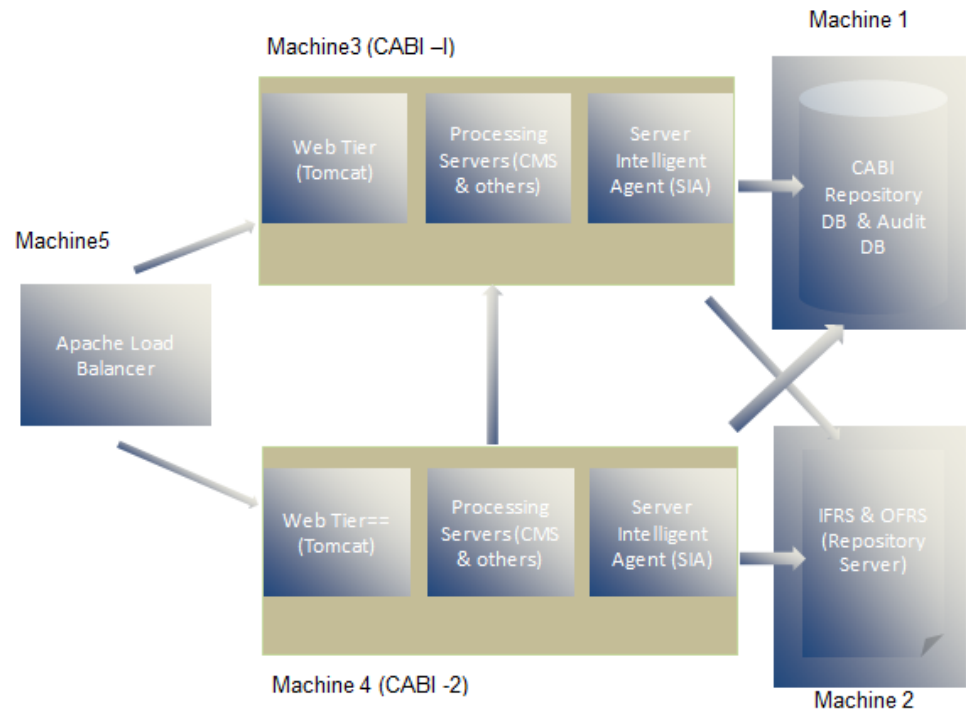 Machine 1
Machine3 (CABI –I)
Web Tier
(Tomcat)
Processing
Servers (CMS
& others)
Server
Intelligent
Agent (SIA)
CABI
Repository
DB & Audit
DB
Machine5
Apache Load
Balancer
Web Tier==
(Tomcat)
Processing
Servers (CMS
& others)
Server
Intelligent
Agent (SIA)
IFRS & OFRS
(Repository
Server)
Machine 4 (CABI -2)
Machine 2